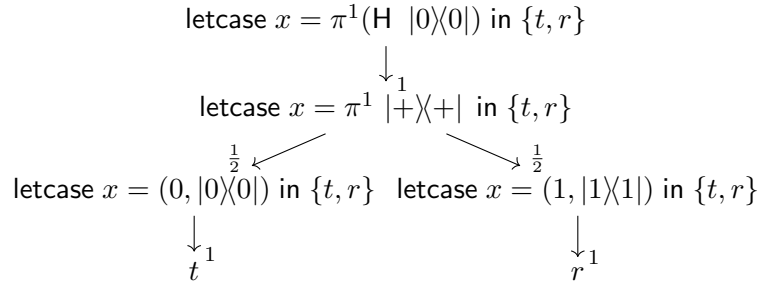 letcase x = π¹(H |0⟩⟨0|) in {t, r}
1
letcase x = π¹ |+⟩⟨+| in {t, r}
1/2 1/2
letcase x = (0, |0⟩⟨0|) in {t, r} letcase x = (1, |1⟩⟨1|) in {t, r}
1 1
t r